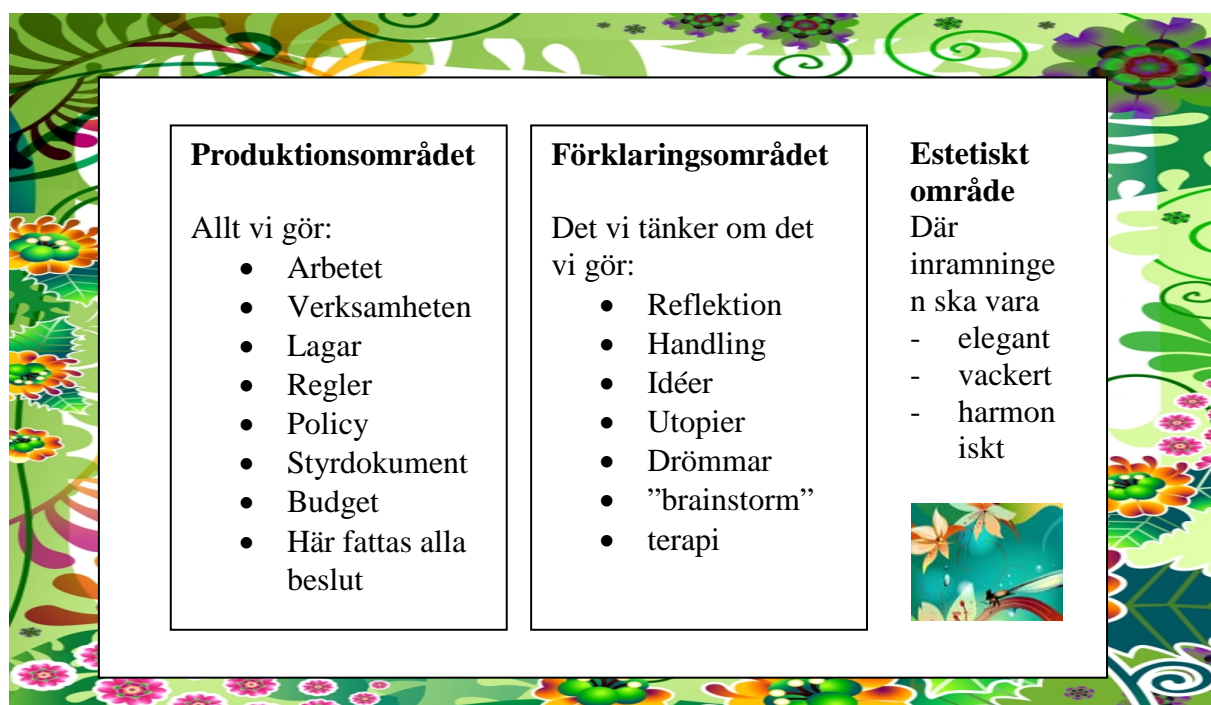 Produktionsområdet
Allt vi gör:
• Arbetet
• Verksamheten
• Lagar
• Regler
• Policy
• Styrdokument
• Budget
• Här fattas alla
beslut
Förklaringsområdet
Det vi tänker om det
vi gör:
• Reflektion
• Handling
• Idéer
• Utopier
• Drömmar
• ”brainstorm”
• terapi
Estetiskt
område
Där
inramninge
n ska vara
- elegant
- vackert
- harmon
iskt